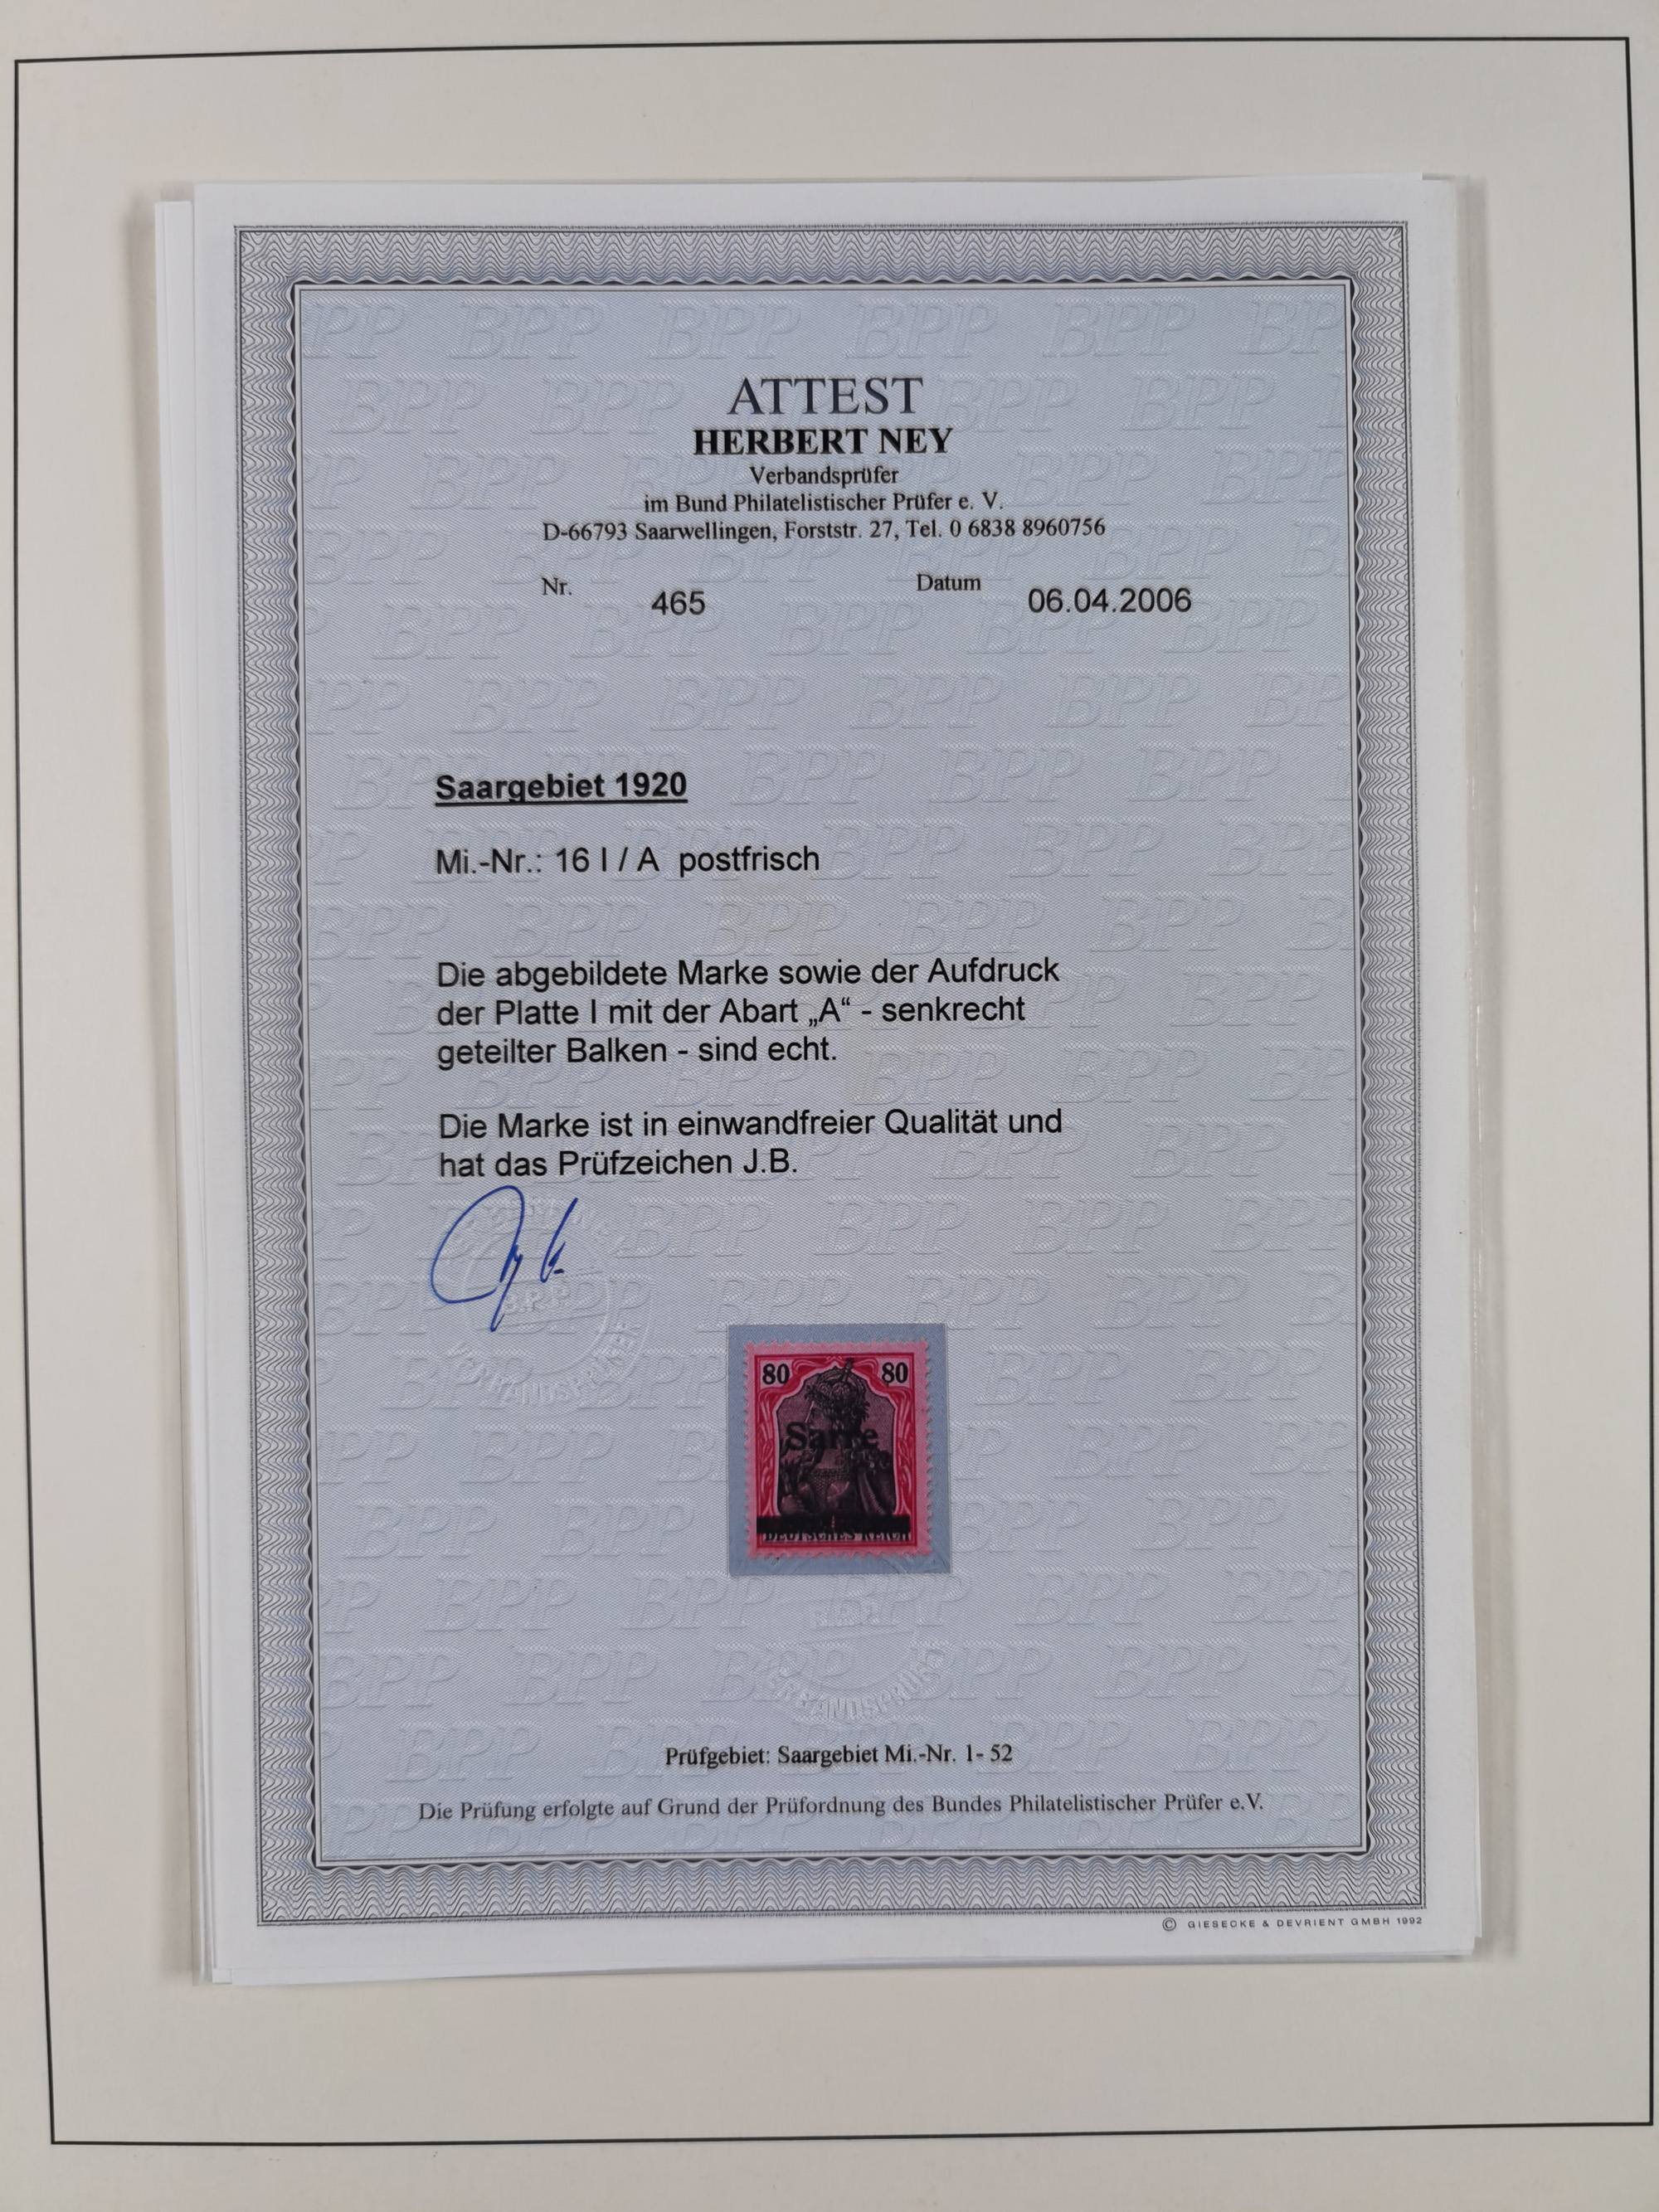 ATTEST
HERBERT NEY
Verbandsprüfer
im Bund Philatelistischer Prüfer e. V.
D-66793 Saarwellingen, Forststr. 27, Tel. 0 6838 8960756
Nr. 465 Datum 06.04.2006
Saargebiet 1920
Mi.-Nr.: 16 I / A postfrisch
Die abgebildete Marke sowie der Aufdruck
der Platte I mit der Abart „A“ - senkrecht
geteilter Balken - sind echt.
Die Marke ist in einwandfreier Qualität und
hat das Prüfzeichen J.B.
B.P.P.
VERBANDSPRÜFER
80 80
Sarre
DEUTSCHES REICH
VERBANDSPRÜFER
Prüfgebiet: Saargebiet Mi.-Nr. 1- 52
Die Prüfung erfolgte auf Grund der Prüfordnung des Bundes Philatelistischer Prüfer e.V.
© GIESECKE & DEVRIENT GMBH 1992